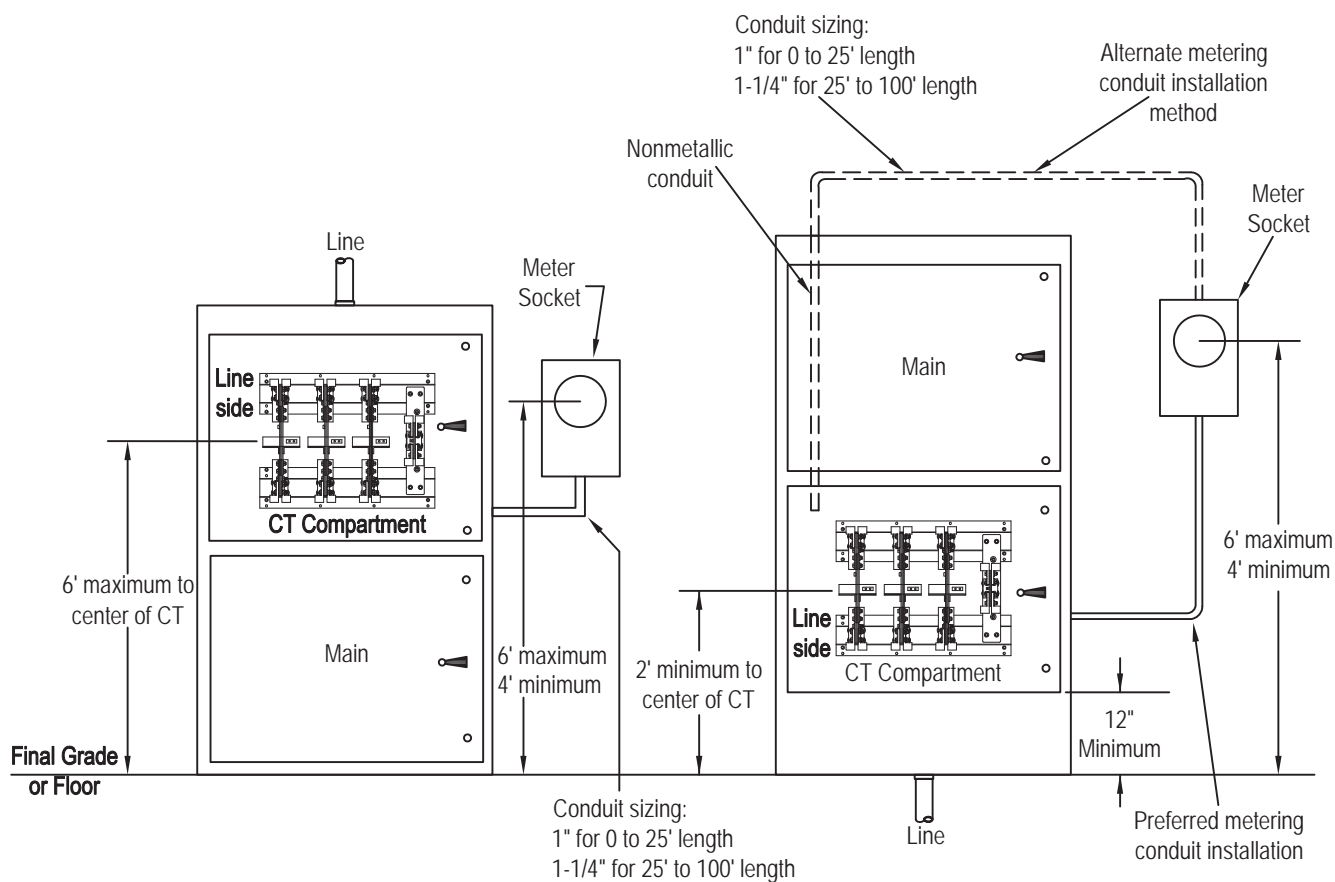 Conduit sizing:
1" for 0 to 25' length
1-1/4" for 25' to 100' length
Alternate metering
conduit installation
method
Nonmetallic
conduit
Meter
Socket
Line
Meter
Socket
Line
side
CT Compartment
6' maximum to
center of CT
Main
6' maximum
4' minimum
Final Grade
or Floor
Conduit sizing:
1" for 0 to 25' length
1-1/4" for 25' to 100' length
Main
Line
side
CT Compartment
2' minimum to
center of CT
6' maximum
4' minimum
12"
Minimum
Line
Preferred metering
conduit installation